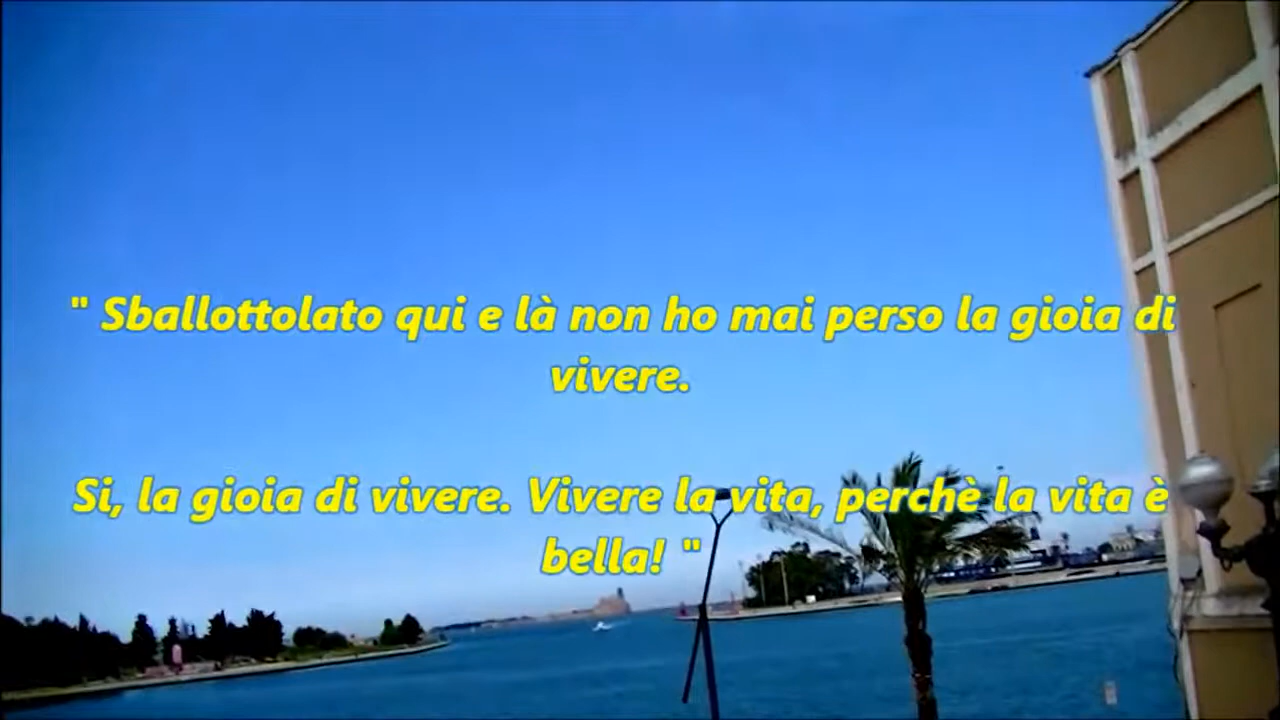 " Sballottolato qui e là non ho mai perso la gioia di
vivere.
Si, la gioia di vivere. Vivere la vita, perchè la vita è
bella! "